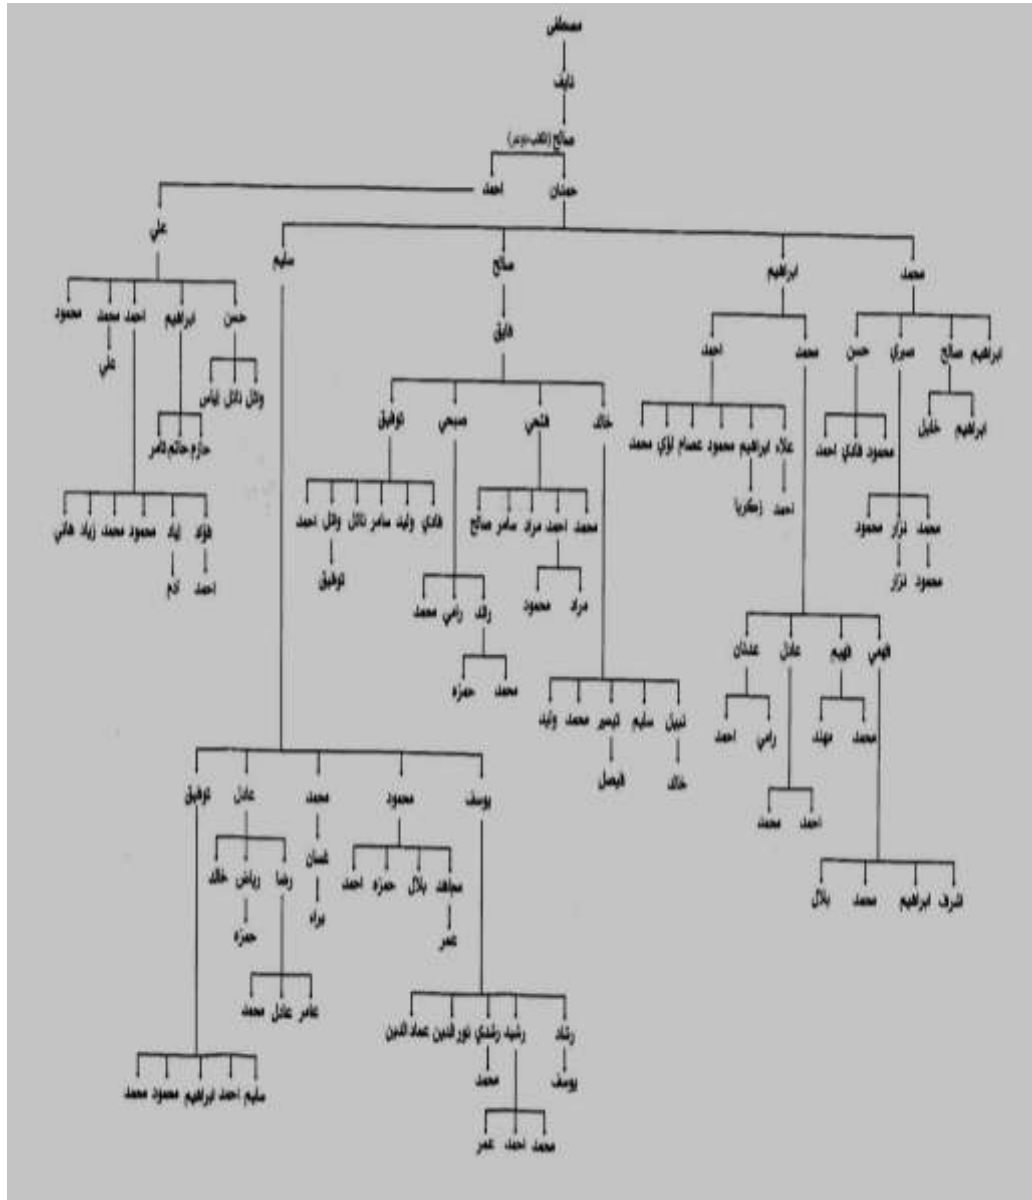 مصطفى
نايف
صالح
حمدان احمد
علي
محمد ابراهيم صالح سليم
حسن ابراهيم احمد محمد محمود
ابراهيم صالح صبري حسن محمد احمد فايق
علي
وائل نائل اياس
ابراهيم خليل خالد فتحي صبحي توفيق
محمود هادي احمد علاء ابراهيم محمود عصام لؤي محمد
حازم حاتم تامر
احمد زكريا
محمد نزار محمود محمد احمد مراد سامر صالح هادي وليد سامر نائل وائل احمد
فؤاد اياد محمود محمد زياد هاني
محمود نزار توفيق
احمد ادم
مراد محمود رائد رامي محمد
فهمي فهيم عادل عدنان
محمد حمزه
نبيل سليم تيسير محمد وليد
محمد مهند رامي احمد
خالد فيصل
يوسف محمود محمد عادل توفيق
احمد محمد
غسان
مجاهد بلال حمزه احمد رضا رياض خالد
اشرف ابراهيم محمد بلال
براء
عمر حمزه
عامر عادل محمد
رشاد رشيد رشدي نور الدين عماد الدين
يوسف محمد
سليم احمد ابراهيم محمود محمد
محمد احمد عمر